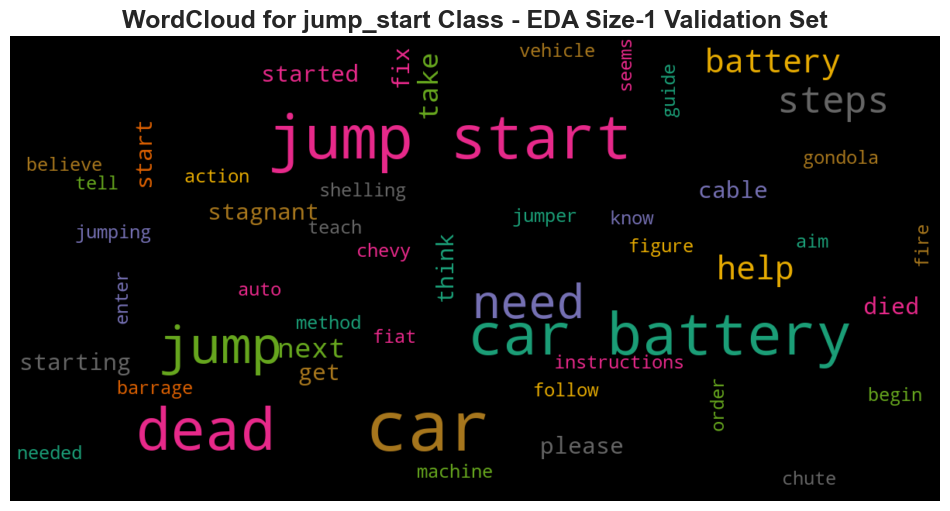 WordCloud for jump_start Class - EDA Size-1 Validation Set
vehicle
seems
fix
take
battery
started
guide
steps
jump start
start
believe
gondola
tell
action
shelling
cable
stagnant
jumper
know
teach
jumping
think
chevy
figure
aim
fire
help
enter
auto
need
died
method
car battery
jump
next
fiat
starting
get
instructions
barrage
follow
order
begin
dead
car
please
needed
machine
chute